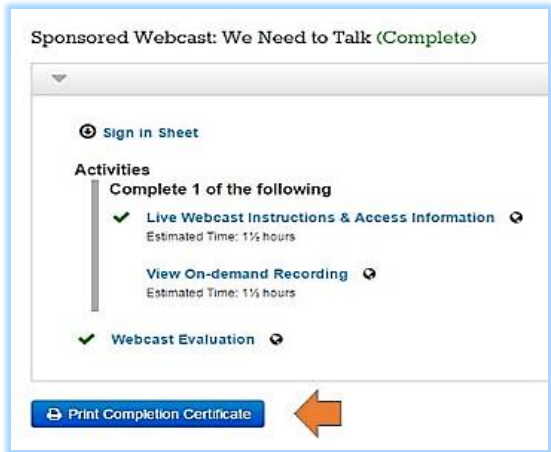 Sponsored Webcast: We Need to Talk (Complete)
Sign in Sheet
Activities
Complete 1 of the following
Live Webcast Instructions & Access Information
Estimated Time: 1½ hours
View On-demand Recording
Estimated Time: 1½ hours
Webcast Evaluation
Print Completion Certificate